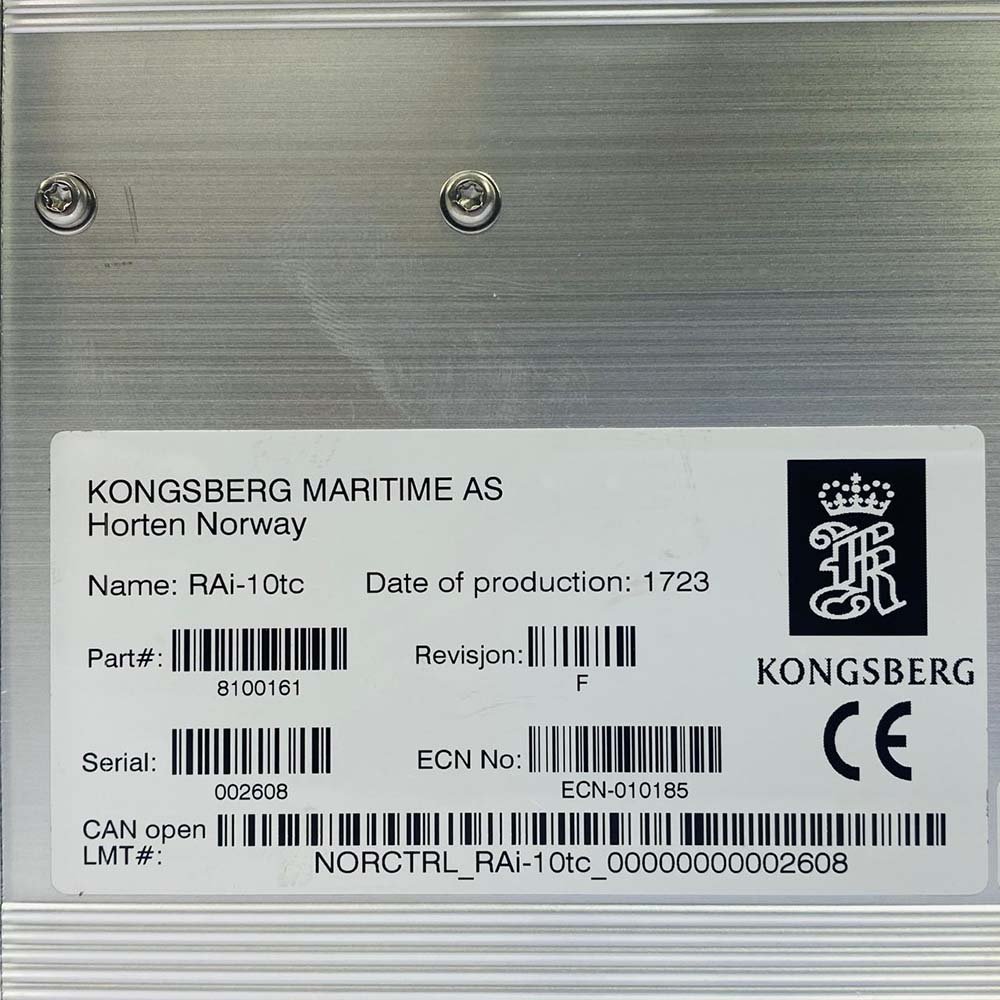 KONGSBERG MARITIME AS
Horten Norway
Name: RAi-10tc Date of production: 1723
Part#: 8100161
Revisjon: F
KONGSBERG
CE
Serial: 002608
ECN No: ECN-010185
CAN open
LMT#:
NORCTRL_RAi-10tc_00000000002608